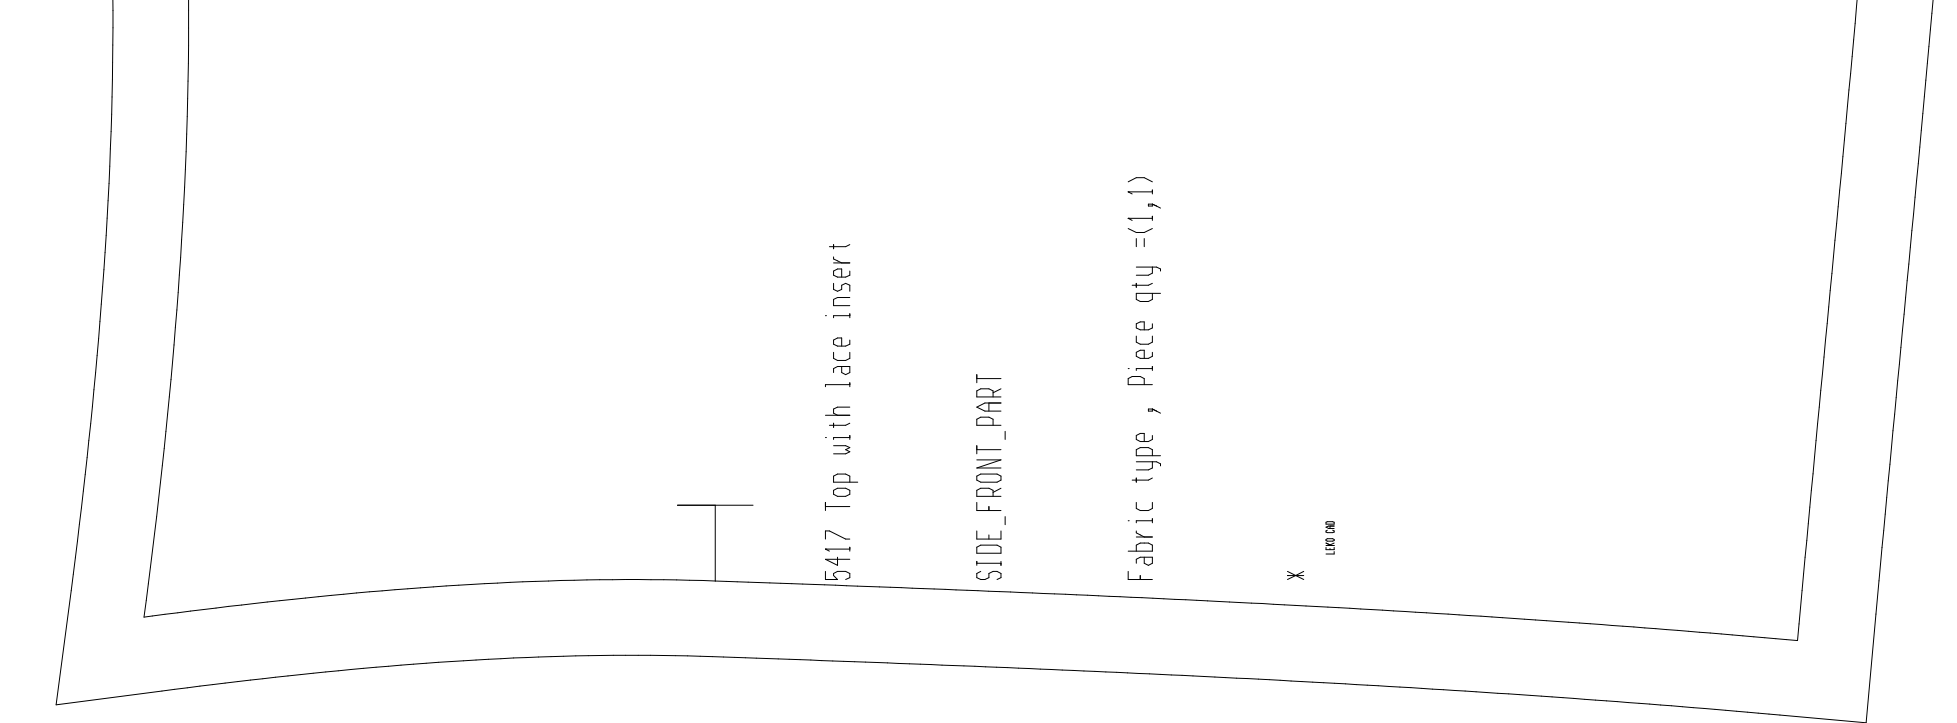 5417 Top with lace insert
SIDE_FRONT_PART
Fabric type , Piece qty =(1,1)
Ж
LEKO CAD